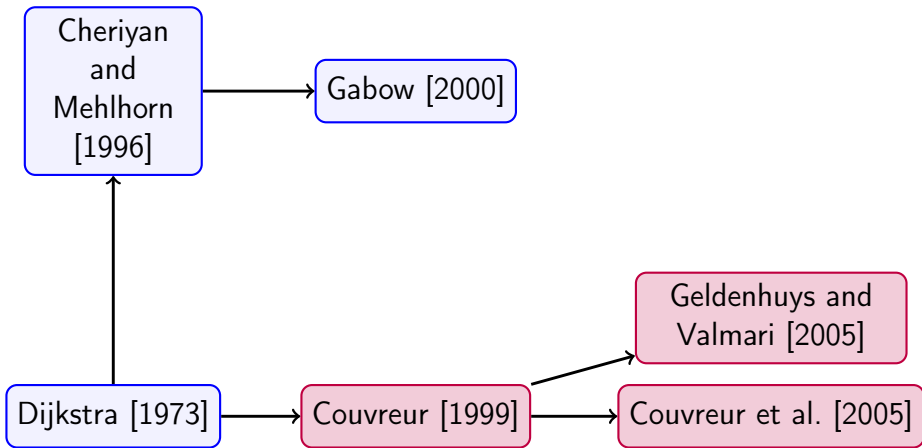 Cheriyan
and
Mehlhorn
[1996]
Gabow [2000]
Geldenhuys and
Valmari [2005]
Dijkstra [1973]
Couvreur [1999]
Couvreur et al. [2005]